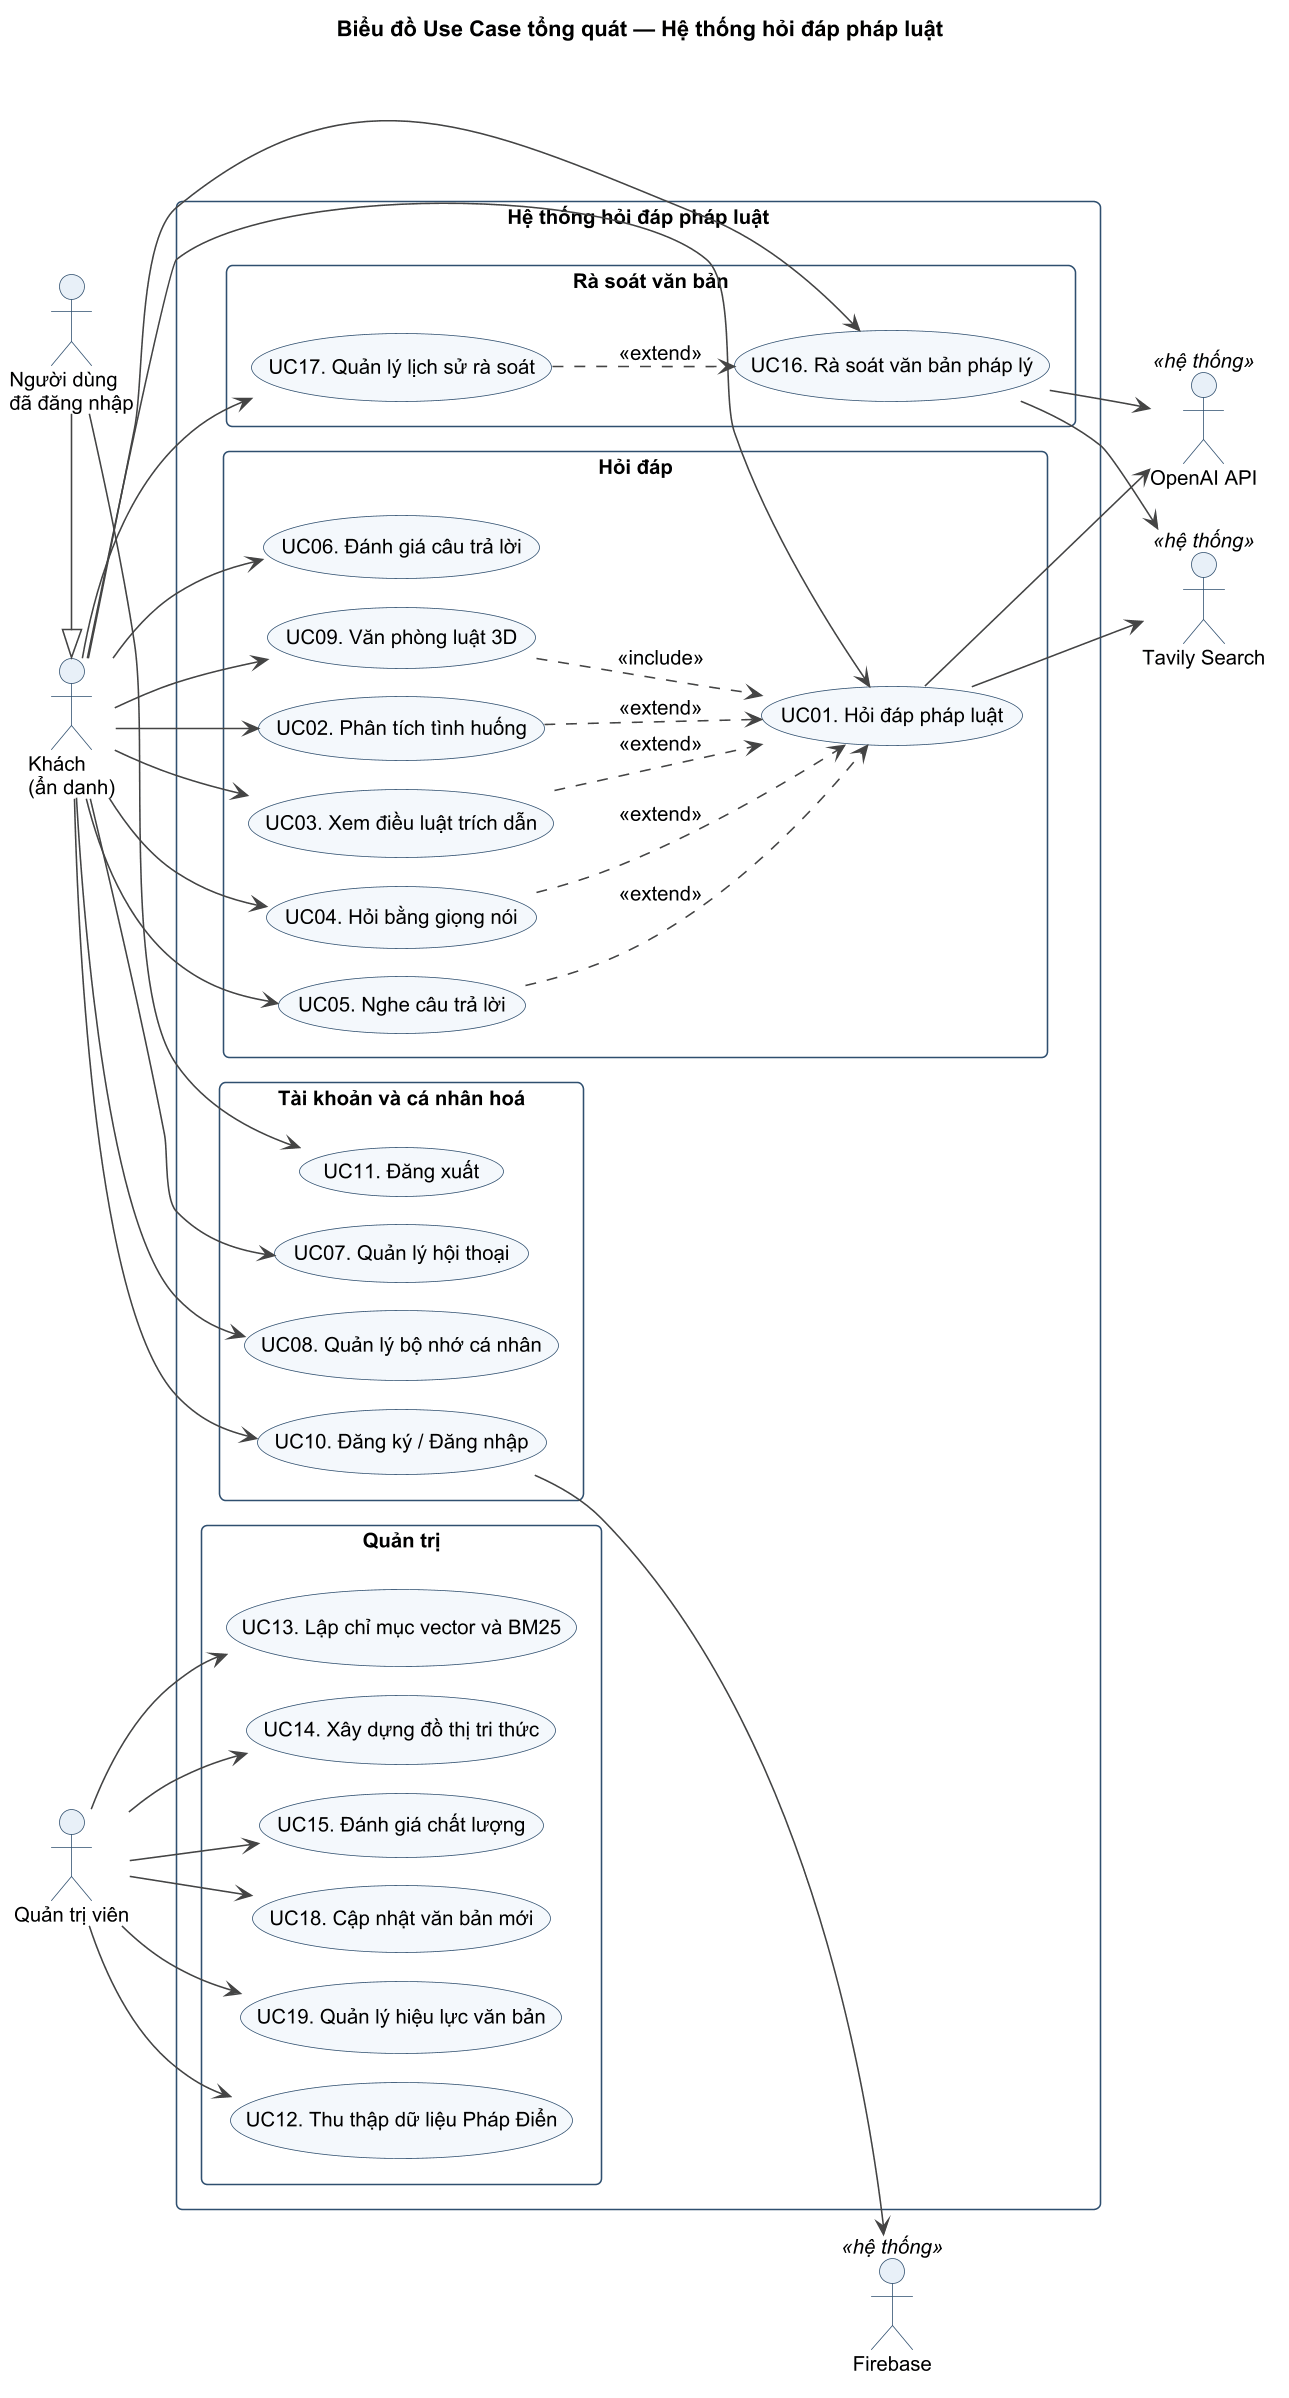 Biểu đồ Use Case tổng quát — Hệ thống hỏi đáp pháp luật
Hệ thống hỏi đáp pháp luật
Rà soát văn bản
UC17. Quản lý lịch sử rà soát
«extend»
UC16. Rà soát văn bản pháp lý
Người dùng
đã đăng nhập
«hệ thống»
OpenAI API
Hỏi đáp
«hệ thống»
Tavily Search
UC06. Đánh giá câu trả lời
UC09. Văn phòng luật 3D
«include»
UC02. Phân tích tình huống
«extend»
UC01. Hỏi đáp pháp luật
«extend»
Khách
(ẩn danh)
UC03. Xem điều luật trích dẫn
«extend»
UC04. Hỏi bằng giọng nói
«extend»
UC05. Nghe câu trả lời
Tài khoản và cá nhân hoá
UC11. Đăng xuất
UC07. Quản lý hội thoại
UC08. Quản lý bộ nhớ cá nhân
UC10. Đăng ký / Đăng nhập
Quản trị
UC13. Lập chỉ mục vector và BM25
UC14. Xây dựng đồ thị tri thức
UC15. Đánh giá chất lượng
Quản trị viên
UC18. Cập nhật văn bản mới
UC19. Quản lý hiệu lực văn bản
UC12. Thu thập dữ liệu Pháp Điển
«hệ thống»
Firebase